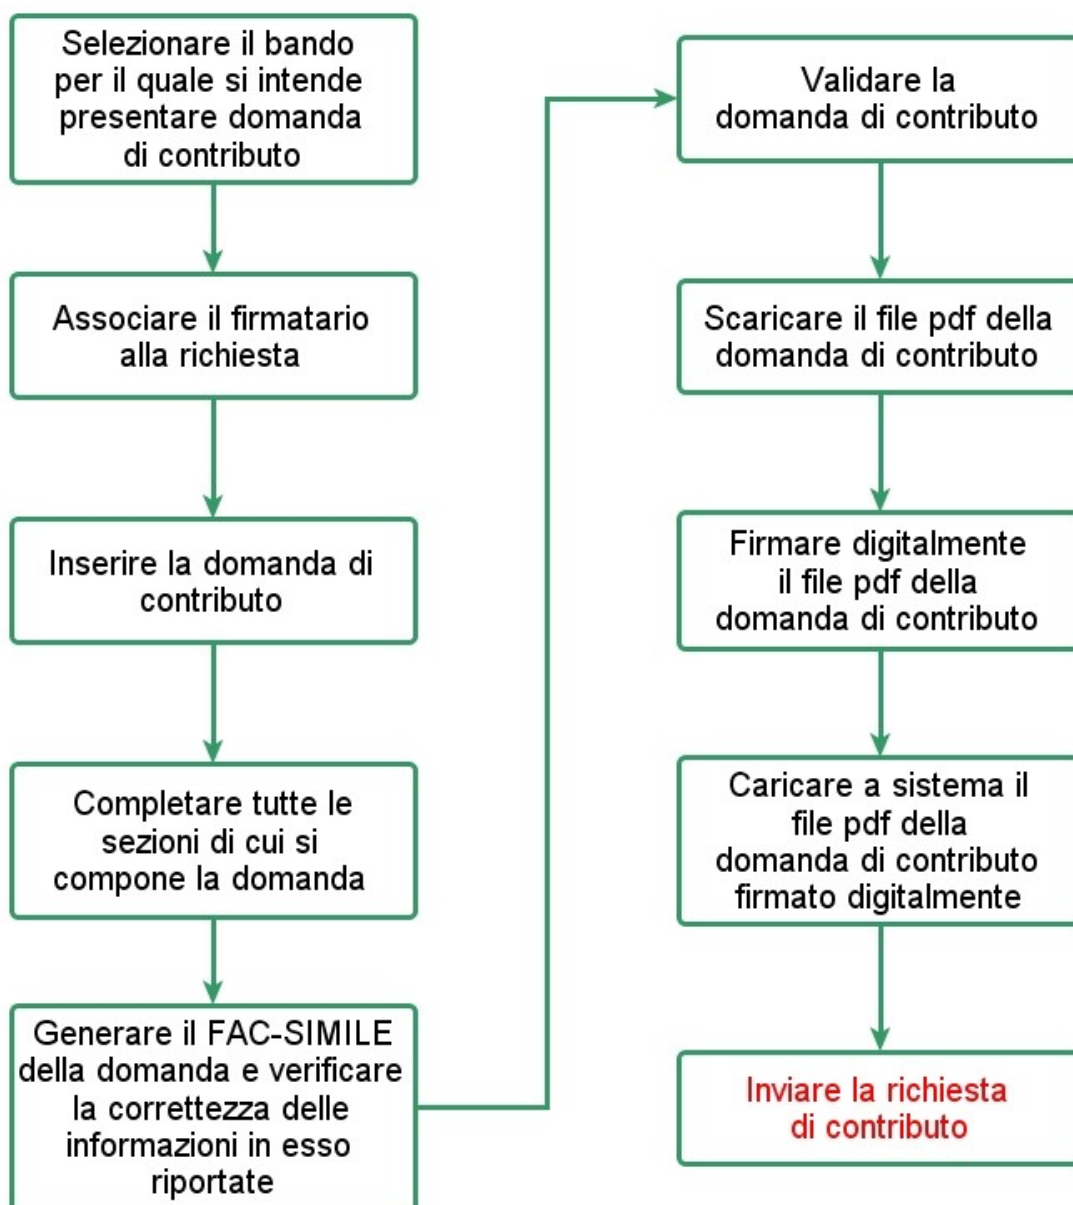 Selezionare il bando
per il quale si intende
presentare domanda
di contributo
Associare il firmatario
alla richiesta
Inserire la domanda di
contributo
Completare tutte le
sezioni di cui si
compone la domanda
Generare il FAC-SIMILE
della domanda e verificare
la correttezza delle
informazioni in esso
riportate
Validare la
domanda di contributo
Scaricare il file pdf della
domanda di contributo
Firmare digitalmente
il file pdf della
domanda di contributo
Caricare a sistema il
file pdf della
domanda di contributo
firmato digitalmente
Inviare la richiesta
di contributo